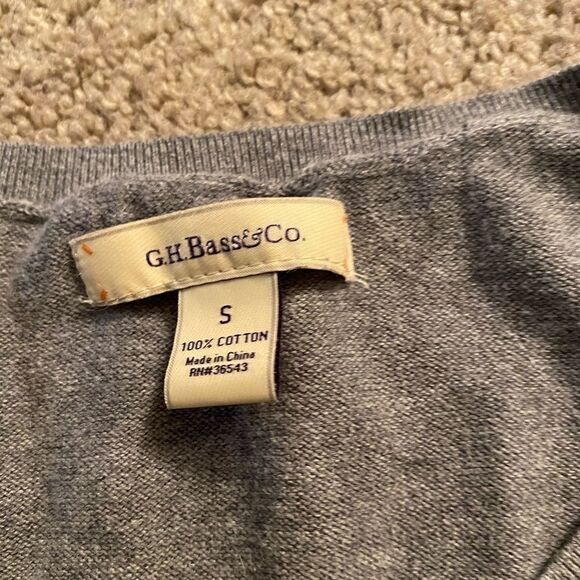 G.H.Bass&Co.
S
100% COTTON
Made in China
RN#36543